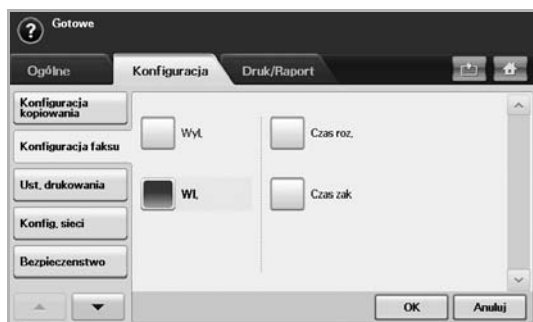 Gotowe
Ogólne Konfiguracja Druk/Raport
Konfiguracja
kopiowania
Konfiguracja faksu
Ust. drukowania
Konfig. sieci
Bezpieczenstwo
Wył. Czas roz.
Wł. Czas zak
OK Anuluj